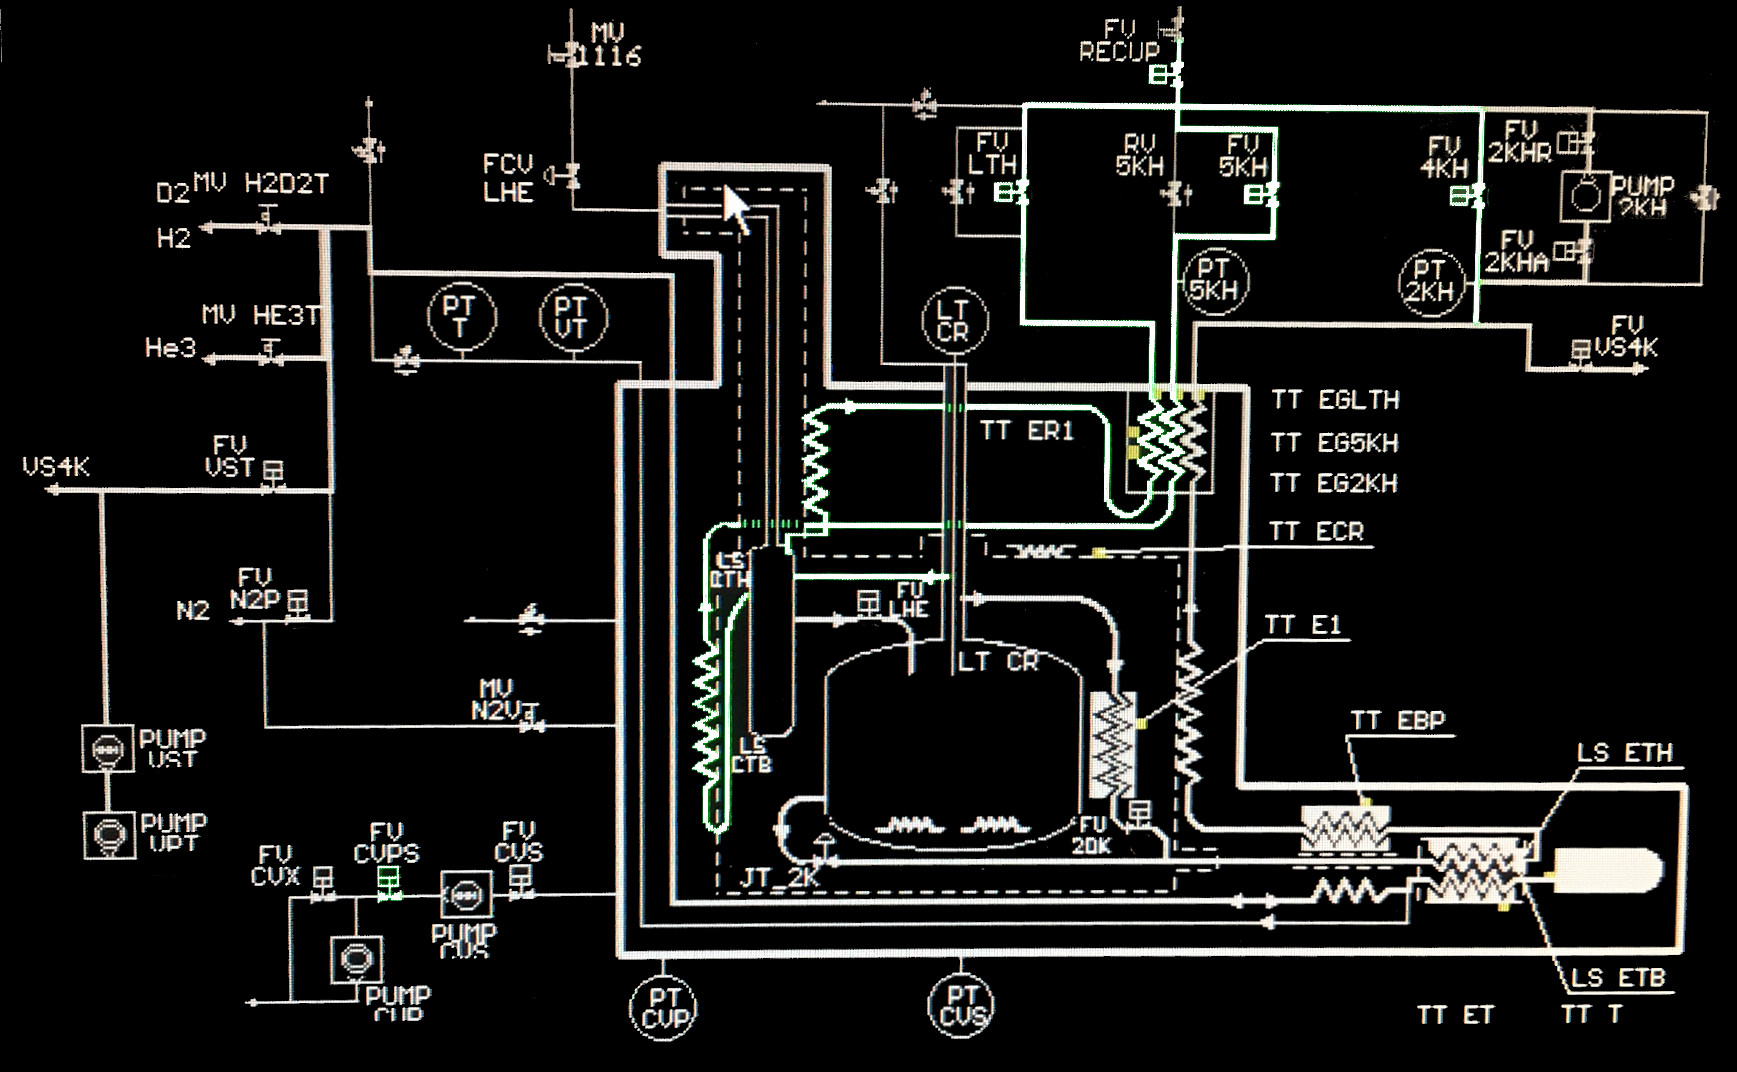 MV
1116
FV
RECUP
FCV
LHE
FV
LTH
RV
5KH
FV
5KH
FV
4KH
FV
2KHR
PUMP
2KH
FV
2KHA
D2
MV H2D2T
H2
MV HE3T
He3
PT
T
PT
VT
LT
CR
PT
5KH
PT
2KH
FV
VS4K
TT EGLTH
TT ER1
TT EG5KH
TT EG2KH
TT ECR
FV
VST
VS4K
FV
N2P
N2
LS
CTH
FV
LHE
TT E1
LT CR
MV
N2V
PUMP
VST
LS
CTB
TT EBP
LS ETH
PUMP
VPT
FV
20K
JT_2K
FV
CVX
FV
CVPS
FV
CVS
PUMP
CVS
PUMP
CVP
PT
CVP
PT
CVS
LS ETB
TT ET
TT T